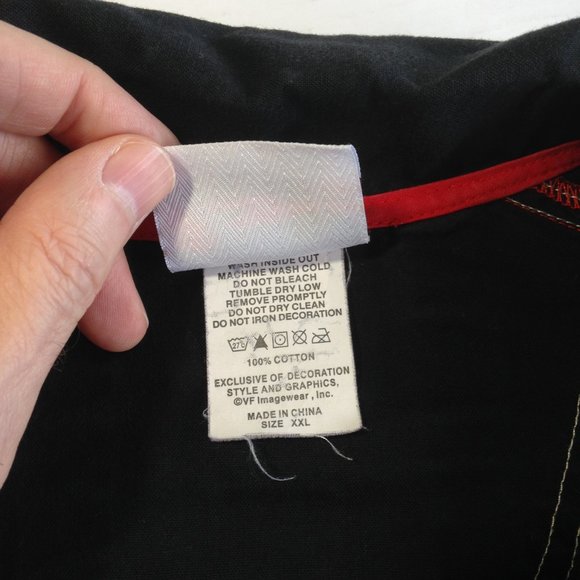 WASH INSIDE OUT
MACHINE WASH COLD
DO NOT BLEACH
TUMBLE DRY LOW
REMOVE PROMPTLY
DO NOT DRY CLEAN
DO NOT IRON DECORATION
27C
100% COTTON
EXCLUSIVE OF DECORATION
STYLE AND GRAPHICS,
©VF Imagewear, Inc.
MADE IN CHINA
SIZE XXL